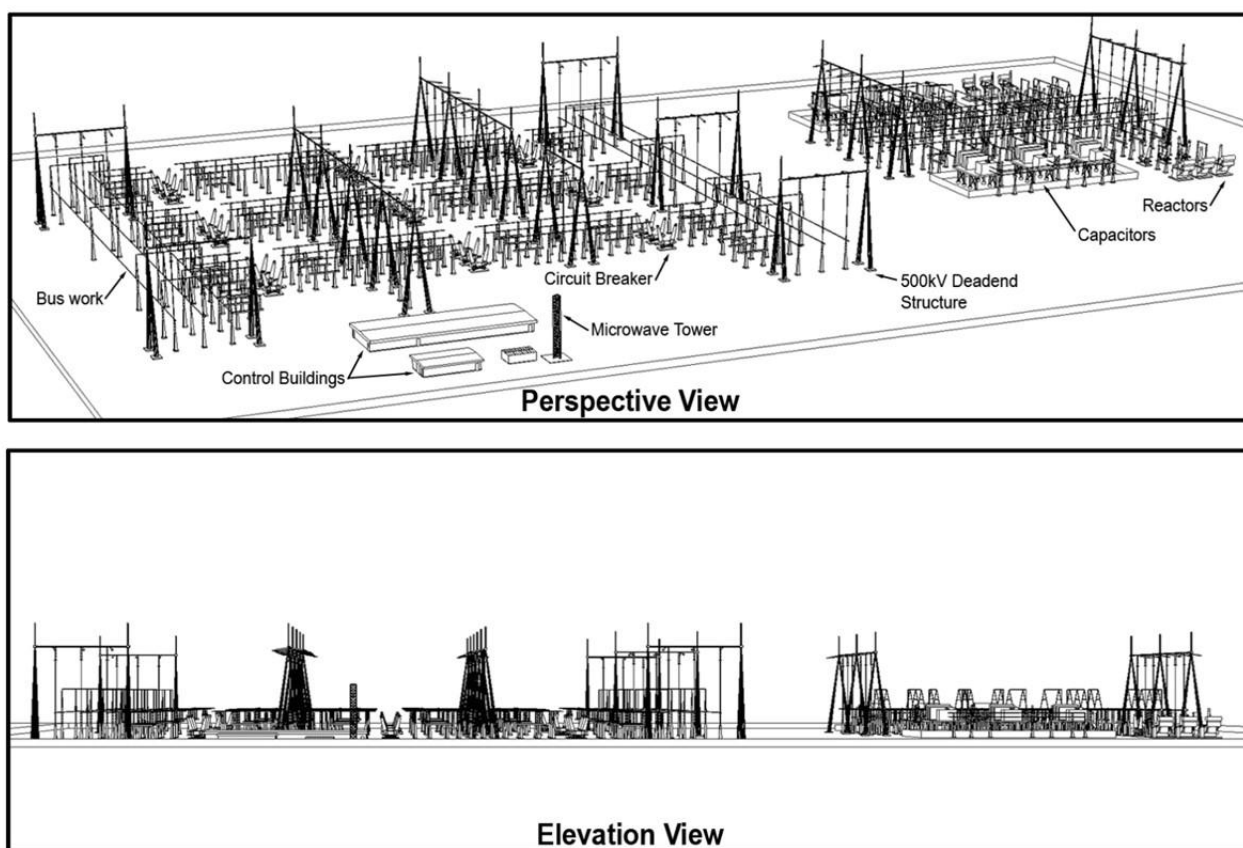 Reactors
Capacitors
Circuit Breaker
500kV Deadend
Structure
Bus work
Microwave Tower
Control Buildings
Perspective View
Elevation View